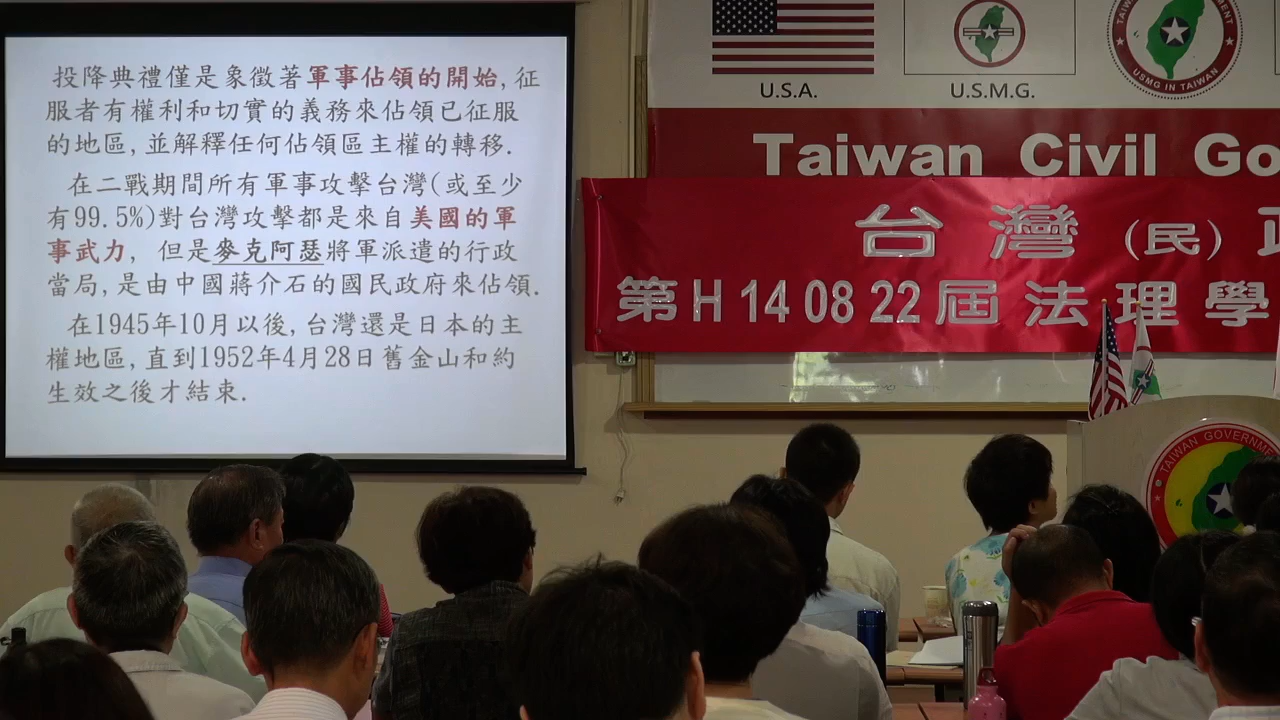 投降典禮僅是象徵著軍事佔領的開始,征
服者有權利和切實的義務來佔領已征服
的地區,並解釋任何佔領區主權的轉移.
在二戰期間所有軍事攻擊台灣(或至少
有99.5%)對台灣攻擊都是來自美國的軍
事武力, 但是麥克阿瑟將軍派遣的行政
當局,是由中國蔣介石的國民政府來佔領.
在1945年10月以後,台灣還是日本的主
權地區,直到1952年4月28日舊金山和約
生效之後才結束.
U.S.A.
U.S.M.G.
USMG IN TAIWAN
Taiwan Civil Go
台灣(民)政
第H 14 08 22屆法理學
TAIWAN GOVERNME